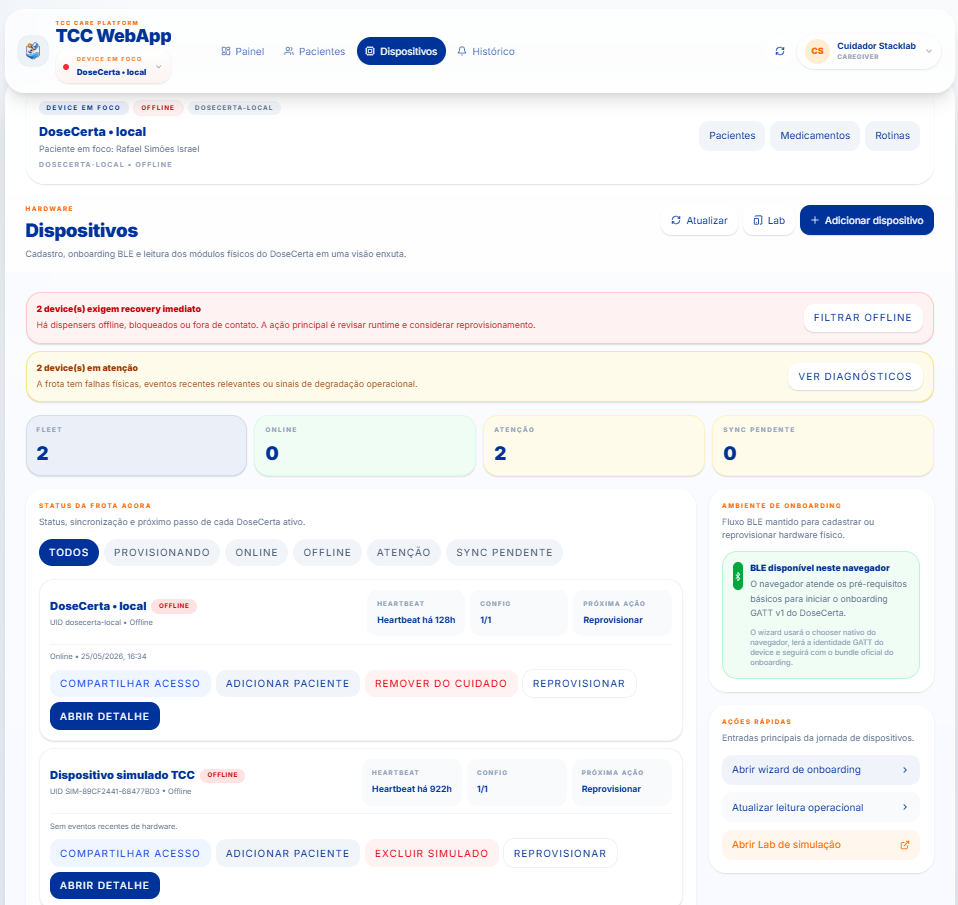 TCC CARE PLATFORM
TCC WebApp
DEVICE EM FOCO
DoseCerta • local
Painel
Pacientes
Dispositivos
Histórico
CS
Cuidador Stacklab
CAREGIVER
DEVICE EM FOCO
OFFLINE
DOSECERTA-LOCAL
DoseCerta • local
Paciente em foco: Rafael Simões Israel
DOSECERTA-LOCAL • OFFLINE
Pacientes
Medicamentos
Rotinas
HARDWARE
Dispositivos
Cadastro, onboarding BLE e leitura dos módulos físicos do DoseCerta em uma visão enxuta.
Atualizar
Lab
Adicionar dispositivo
2 device(s) exigem recovery imediato
Há dispensers offline, bloqueados ou fora de contato. A ação principal é revisar runtime e considerar reprovisionamento.
FILTRAR OFFLINE
2 device(s) em atenção
A frota tem falhas físicas, eventos recentes relevantes ou sinais de degradação operacional.
VER DIAGNÓSTICOS
FLEET
2
ONLINE
0
ATENÇÃO
2
SYNC PENDENTE
0
STATUS DA FROTA AGORA
Status, sincronização e próximo passo de cada DoseCerta ativo.
TODOS
PROVISIONANDO
ONLINE
OFFLINE
ATENÇÃO
SYNC PENDENTE
DoseCerta • local
OFFLINE
UID dosecerta-local • Offline
HEARTBEAT
Heartbeat há 128h
CONFIG
1/1
PRÓXIMA AÇÃO
Reprovisionar
Online • 25/05/2026, 16:34
COMPARTILHAR ACESSO
ADICIONAR PACIENTE
REMOVER DO CUIDADO
REPROVISIONAR
ABRIR DETALHE
Dispositivo simulado TCC
OFFLINE
UID SIM-89CF2441-68477BD3 • Offline
HEARTBEAT
Heartbeat há 922h
CONFIG
1/1
PRÓXIMA AÇÃO
Reprovisionar
Sem eventos recentes de hardware.
COMPARTILHAR ACESSO
ADICIONAR PACIENTE
EXCLUIR SIMULADO
REPROVISIONAR
ABRIR DETALHE
AMBIENTE DE ONBOARDING
Fluxo BLE mantido para cadastrar ou
reprovisionar hardware físico.
BLE disponível neste navegador
O navegador atende os pré-requisitos
básicos para iniciar o onboarding
GATT v1 do DoseCerta.
O wizard usará o chooser nativo do
navegador, lerá a identidade GATT do
device e seguirá com o bundle oficial do
onboarding.
AÇÕES RÁPIDAS
Entradas principais da jornada de dispositivos.
Abrir wizard de onboarding
Atualizar leitura operacional
Abrir Lab de simulação